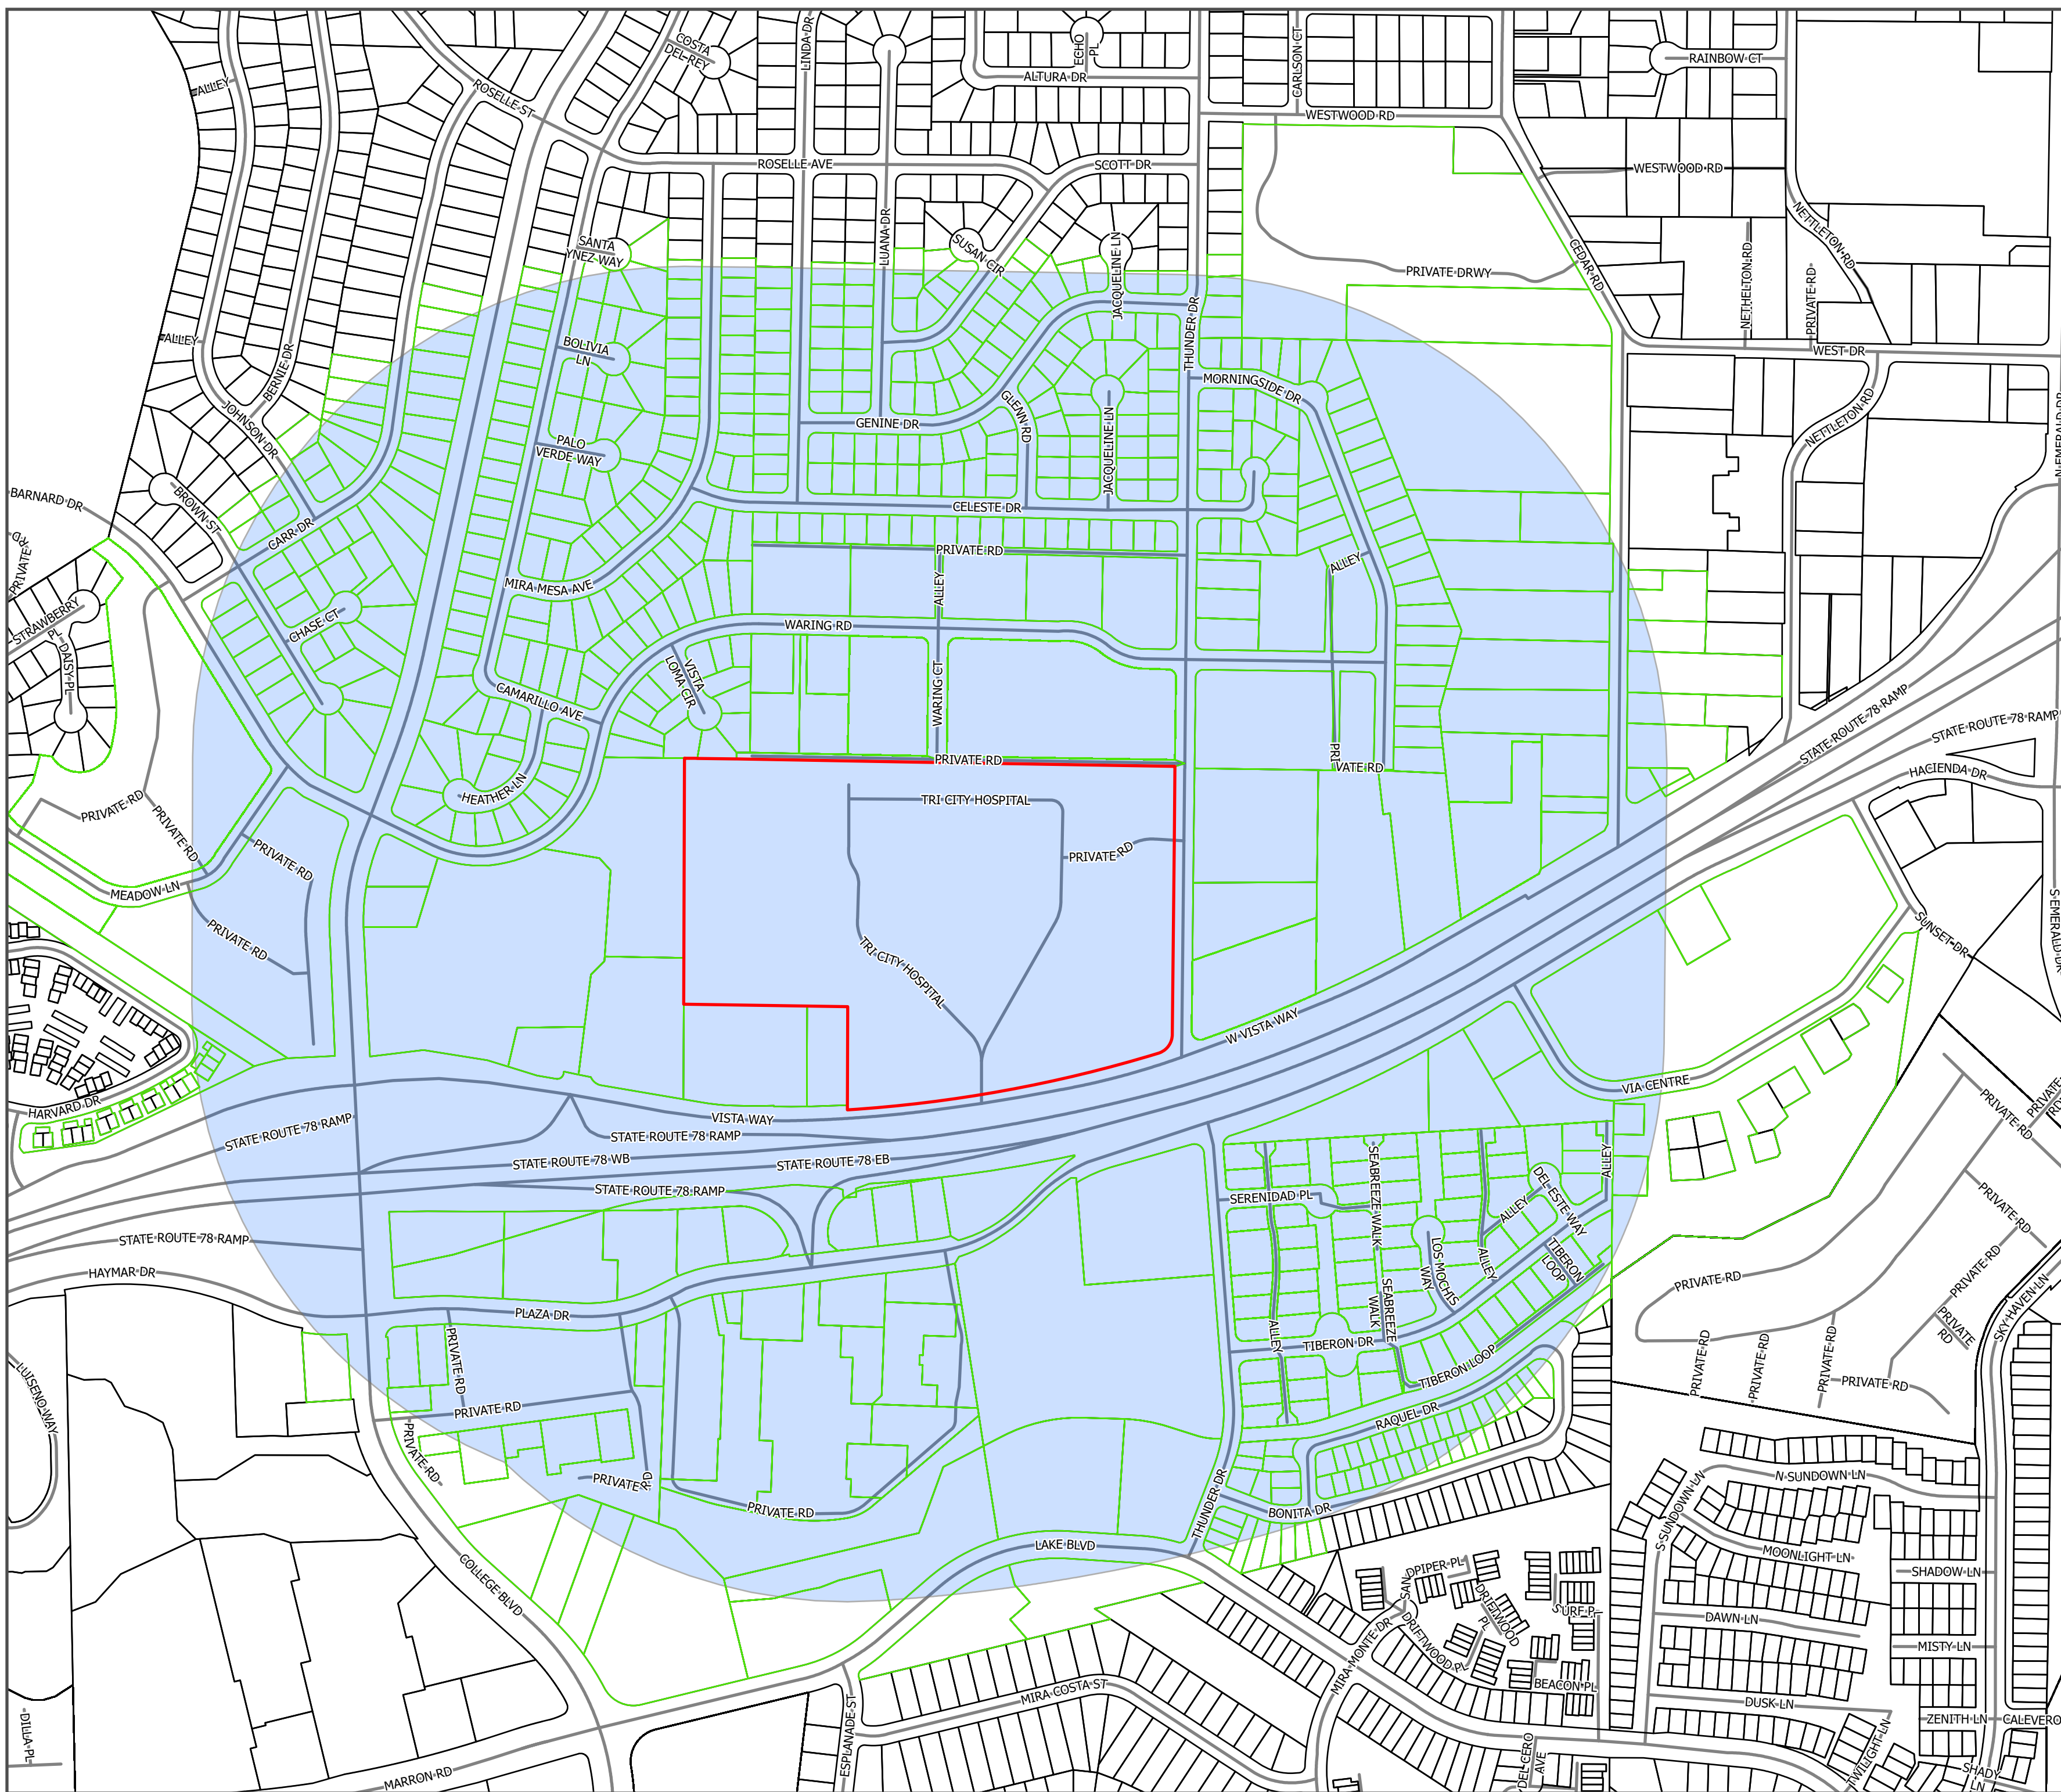 COSTA
DEL REY
LINDA DR
ECHO
PL
CARLSON CT
RAINBOW CT
ALTURA DR
ALLEY
ROSELLE ST
WESTWOOD RD
ROSELLE AVE
SCOTT DR
WESTWOOD RD
NETTLETON RD
LUANA DR
SANTA
YNEZ WAY
SUSAN CIR
JACQUELINE LN
PRIVATE DRWY
CEDAR RD
NETHELTON RD
PRIVATE RD
ALLEY
BERNIE DR
BOLIVIA
LN
THUNDER DR
WEST DR
MORNINGSIDE DR
JOHNSON DR
GENINE DR
GLENN RD
JACQUELINE LN
NETTLETON RD
N EMERALD DR
PALO
VERDE WAY
BARNARD DR
BROWN ST
CARR DR
CELESTE DR
PRIVATE
RD
PRIVATE RD
ALLEY
ALLEY
MIRA MESA AVE
STRAWBERRY
PL
CHASE CT
WARING RD
DAISY PL
VISTA
LOMA CIR
WARING CT
CAMARILLO AVE
STATE ROUTE 78 RAMP
STATE ROUTE 78 RAMP
PRIVATE RD
PRI
VATE RD
HACIENDA DR
HEATHER LN
TRI CITY HOSPITAL
PRIVATE RD
PRIVATE RD
PRIVATE RD
PRIVATE RD
MEADOW LN
PRIVATE RD
TRI CITY HOSPITAL
SUNSET DR
S EMERALD DR
W VISTA WAY
VIA CENTRE
HARVARD DR
STATE ROUTE 78 RAMP
VISTA WAY
STATE ROUTE 78 RAMP
STATE ROUTE 78 WB
STATE ROUTE 78 EB
STATE ROUTE 78 RAMP
PRIVATE RD
PRIVATE
RD
SEABREEZE WALK
ALLEY
SERENIDAD PL
DEL ESTE WAY
ALLEY
PRIVATE RD
STATE ROUTE 78 RAMP
HAYMAR DR
LOS MOCHIS
WAY
ALLEY
TIBERON
LOOP
PRIVATE RD
PRIVATE RD
PLAZA DR
SEABREEZE
WALK
ALLEY
TIBERON DR
PRIVATE
RD
SKY HAVEN LN
PRIVATE RD
TIBERON LOOP
PRIVATE RD
PRIVATE RD
PRIVATE RD
PRIVATE RD
LUISENO WAY
PRIVATE RD
RAQUEL DR
PRIVATE RD
PRIVATE RD
PRIVATE RD
BONITA DR
THUNDER DR
N SUNDOWN LN
S SUNDOWN LN
LAKE BLVD
MOONLIGHT LN
COLLEGE BLVD
SANDPIPER PL
SHADOW LN
DRIFTWOOD
PL
SURF PL
DAWN LN
DRIFTWOOD PL
MISTY LN
MIRA MONTE DR
MIRA COSTA ST
BEACON PL
DUSK LN
ESPLANADE ST
ZENITH LN
CALEVERO
DILLA PL
TWILIGHT LN
DELCERO
AVE
SHADY
LN
MARRON RD